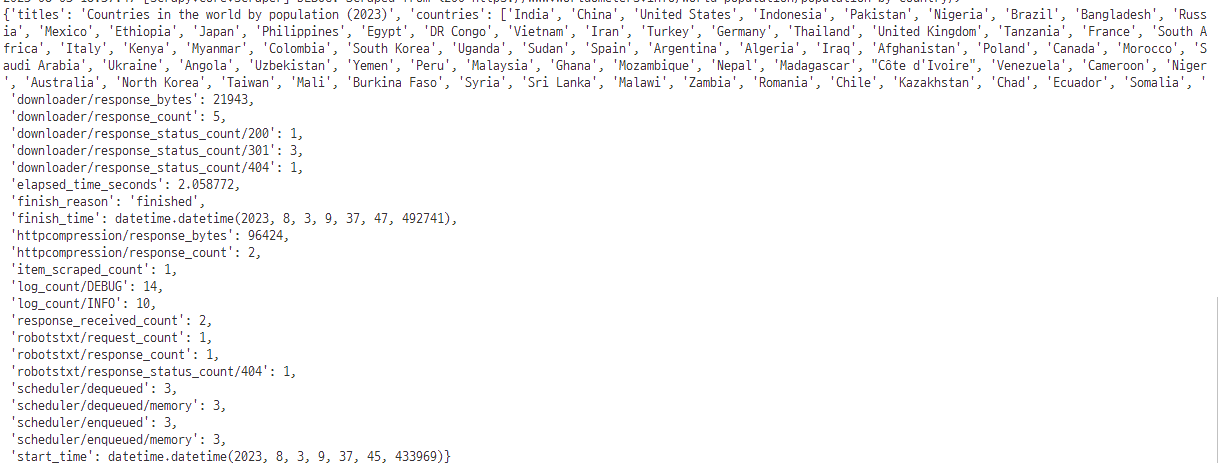 {'titles': 'Countries in the world by population (2023)', 'countries': ['India', 'China', 'United States', 'Indonesia', 'Pakistan', 'Nigeria', 'Brazil', 'Bangladesh', 'Russ
ia', 'Mexico', 'Ethiopia', 'Japan', 'Philippines', 'Egypt', 'DR Congo', 'Vietnam', 'Iran', 'Turkey', 'Germany', 'Thailand', 'United Kingdom', 'Tanzania', 'France', 'South A
frica', 'Italy', 'Kenya', 'Myanmar', 'Colombia', 'South Korea', 'Uganda', 'Sudan', 'Spain', 'Argentina', 'Algeria', 'Iraq', 'Afghanistan', 'Poland', 'Canada', 'Morocco', 'S
audi Arabia', 'Ukraine', 'Angola', 'Uzbekistan', 'Yemen', 'Peru', 'Malaysia', 'Ghana', 'Mozambique', 'Nepal', 'Madagascar', "Côte d'Ivoire", 'Venezuela', 'Cameroon', 'Niger
', 'Australia', 'North Korea', 'Taiwan', 'Mali', 'Burkina Faso', 'Syria', 'Sri Lanka', 'Malawi', 'Zambia', 'Romania', 'Chile', 'Kazakhstan', 'Chad', 'Ecuador', 'Somalia', '
'downloader/response_bytes': 21943,
'downloader/response_count': 5,
'downloader/response_status_count/200': 1,
'downloader/response_status_count/301': 3,
'downloader/response_status_count/404': 1,
'elapsed_time_seconds': 2.058772,
'finish_reason': 'finished',
'finish_time': datetime.datetime(2023, 8, 3, 9, 37, 47, 492741),
'httpcompression/response_bytes': 96424,
'httpcompression/response_count': 2,
'item_scraped_count': 1,
'log_count/DEBUG': 14,
'log_count/INFO': 10,
'response_received_count': 2,
'robotstxt/request_count': 1,
'robotstxt/response_count': 1,
'robotstxt/response_status_count/404': 1,
'scheduler/dequeued': 3,
'scheduler/dequeued/memory': 3,
'scheduler/enqueued': 3,
'scheduler/enqueued/memory': 3,
'start_time': datetime.datetime(2023, 8, 3, 9, 37, 45, 433969)}